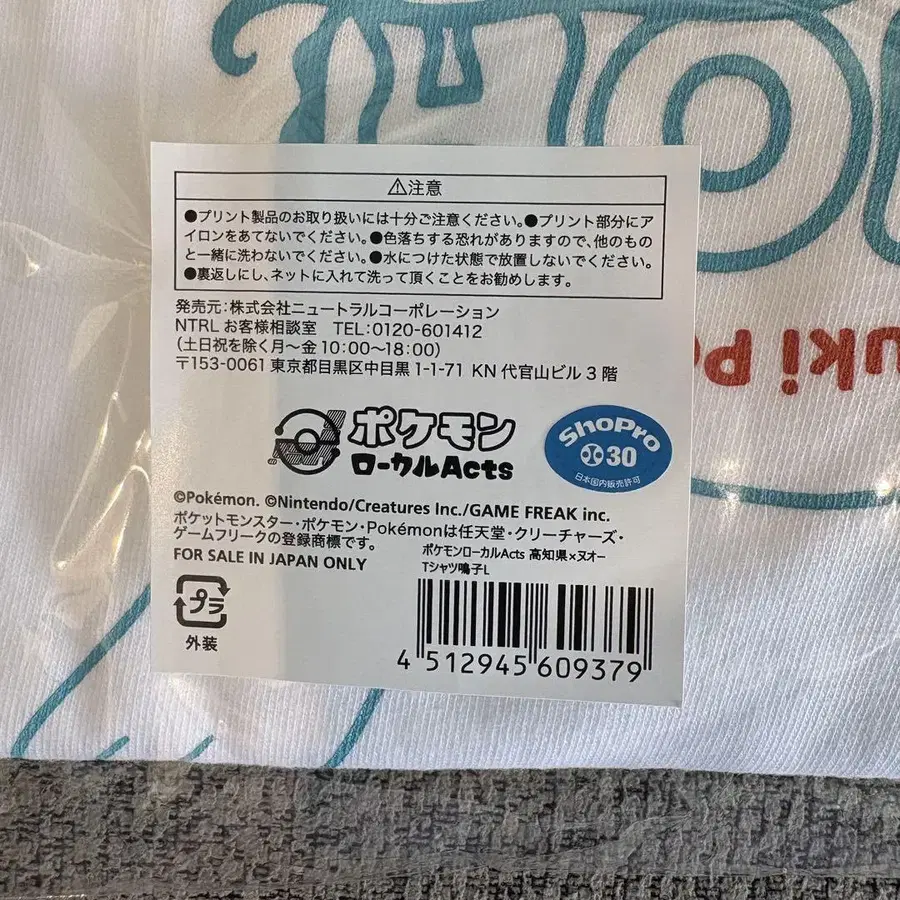 ⚠注意
●プリント製品のお取り扱いには十分ご注意ください。●プリント部分にア
イロンをあてないでください。●色落ちする恐れがありますので、他のもの
と一緒に洗わないでください。●水につけた状態で放置しないでください。
●裏返しにし、ネットに入れて洗って頂くことをお勧めします。
発売元:株式会社ニュートラルコーポレーション
NTRL お客様相談室 TEL:0120-601412
(土日祝を除く月～金 10:00～18:00)
〒153-0061 東京都目黒区中目黒 1-1-71 KN 代官山ビル 3 階
ポケモン
ローカルActs
ShoPro
30
日本国内販売許可
©Pokémon. ©Nintendo/Creatures Inc./GAME FREAK inc.
ポケットモンスター・ポケモン・Pokémonは任天堂・クリーチャーズ・
ゲームフリークの登録商標です。
FOR SALE IN JAPAN ONLY
ポケモンローカルActs 高知県×ヌオー
Tシャツ鳴子L
プラ
外装
4 512945 609379
uki P